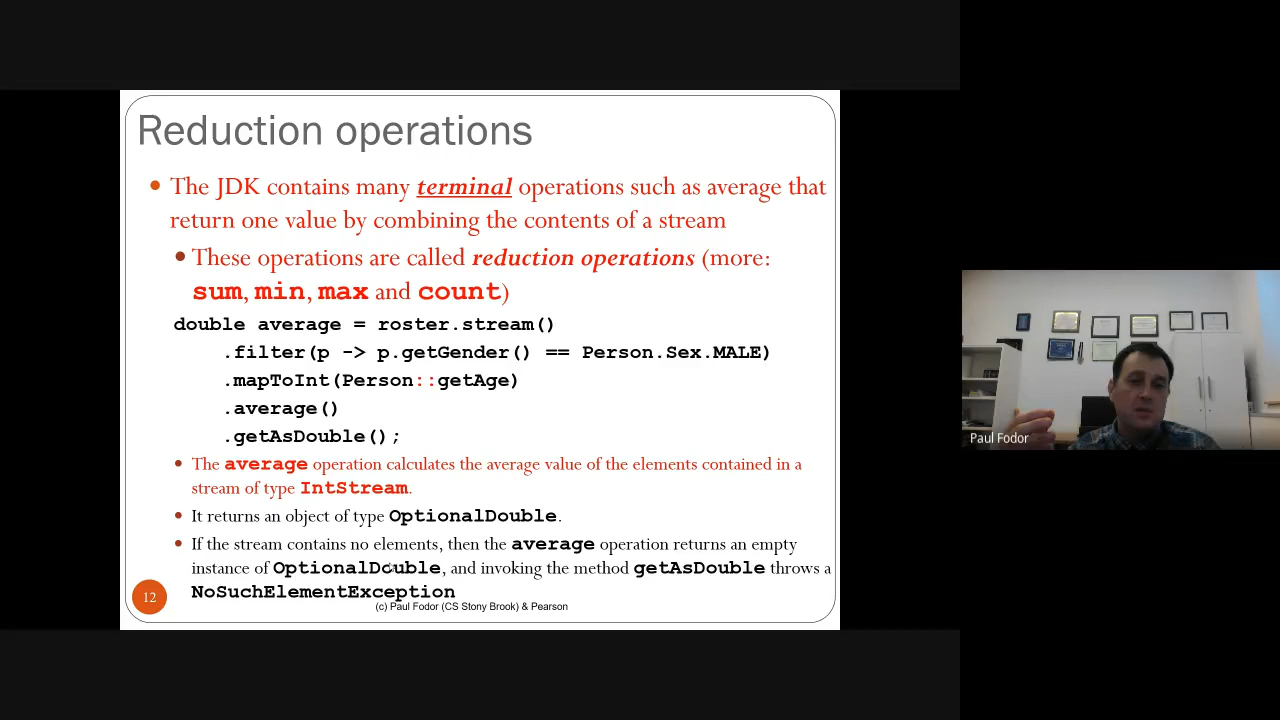 Reduction operations
• The JDK contains many terminal operations such as average that
return one value by combining the contents of a stream
• These operations are called reduction operations (more:
sum, min, max and count)
double average = roster.stream()
.filter(p -> p.getGender() == Person.Sex.MALE)
.mapToInt(Person::getAge)
.average()
.getAsDouble();
• The average operation calculates the average value of the elements contained in a
stream of type IntStream.
• It returns an object of type OptionalDouble.
• If the stream contains no elements, then the average operation returns an empty
instance of OptionalDouble, and invoking the method getAsDouble throws a
NoSuchElementException
12
(c) Paul Fodor (CS Stony Brook) & Pearson
Paul Fodor